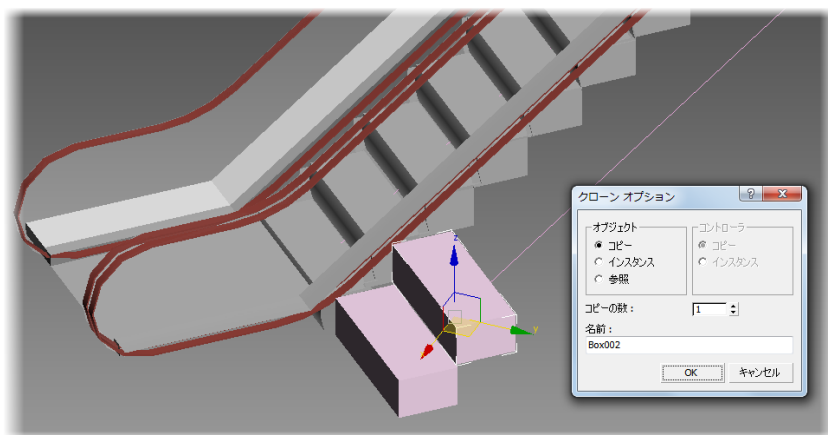 クローン オプション
オブジェクト
コピー
インスタンス
参照
コントローラ
コピー
インスタンス
コピーの数：
1
名前：
Box002
OK
キャンセル
z
y